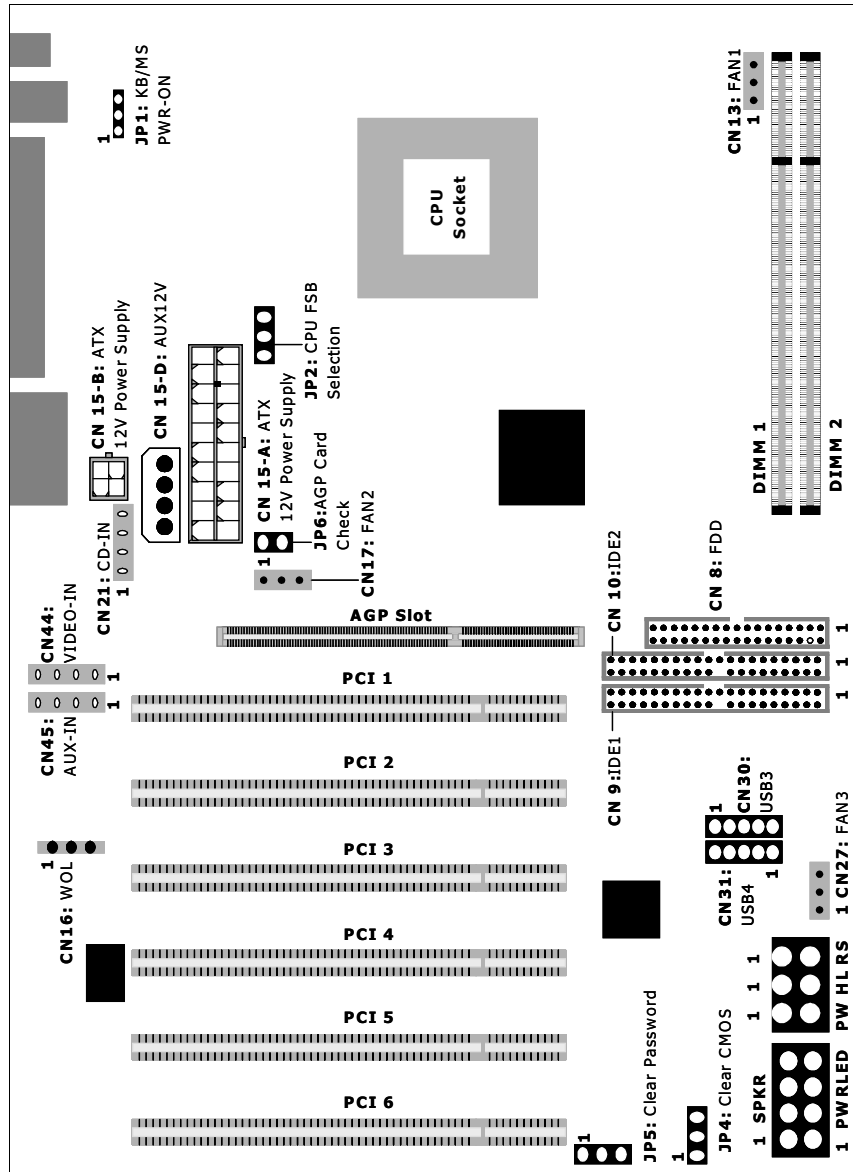 1
JP1: KB/MS
PWR-ON
CN13: FAN1
1
CPU
Socket
CN 15-B: ATX
12V Power Supply
CN 15-D: AUX12V
JP2: CPU FSB
Selection
CN 15-A: ATX
12V Power Supply
JP6:AGP Card
Check
1
CN17: FAN2
CN21: CD-IN
1
DIMM 1
DIMM 2
CN44:
VIDEO-IN
1
CN45:
AUX-IN
1
AGP Slot
CN 10:IDE2
CN 8: FDD
1
1
1
CN 9:IDE1
PCI 1
PCI 2
PCI 3
PCI 4
PCI 5
PCI 6
1
CN16: WOL
1
CN30:
USB3
CN31:
USB4
1
1 CN27: FAN3
1
1
1
PW HL RS
1
JP5: Clear Password
1
JP4: Clear CMOS
1 SPKR
1 PWRLED